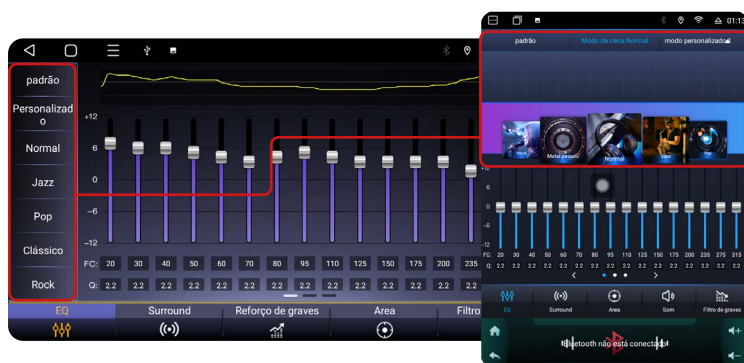 padrão
Personalizad
o
Normal
Jazz
Pop
Clássico
Rock
+12
6
0
-6
-12
FC: 20 30 40 50 60 70 80 95 110 125 150 175 200 235
Q: 2.2 2.2 2.2 2.2 2.2 2.2 2.2 2.2 2.2 2.2 2.2 2.2 2.2 2.2
EQ Surround Reforço de graves Area Filtro
01:13
padrão Modo de cena:Normal modo personalizado
Vocal Metal pesado Normal Jazz Pop
+12
6
0
-6
-12
FC: 20 30 40 50 60 70 80 95 110 125 150 175 200 235 275 315
Q: 2.2 2.2 2.2 2.2 2.2 2.2 2.2 2.2 2.2 2.2 2.2 2.2 2.2 2.2 2.2 2.2
EQ Surround Area Som Filtro de graves
Bluetooth não está conectado!